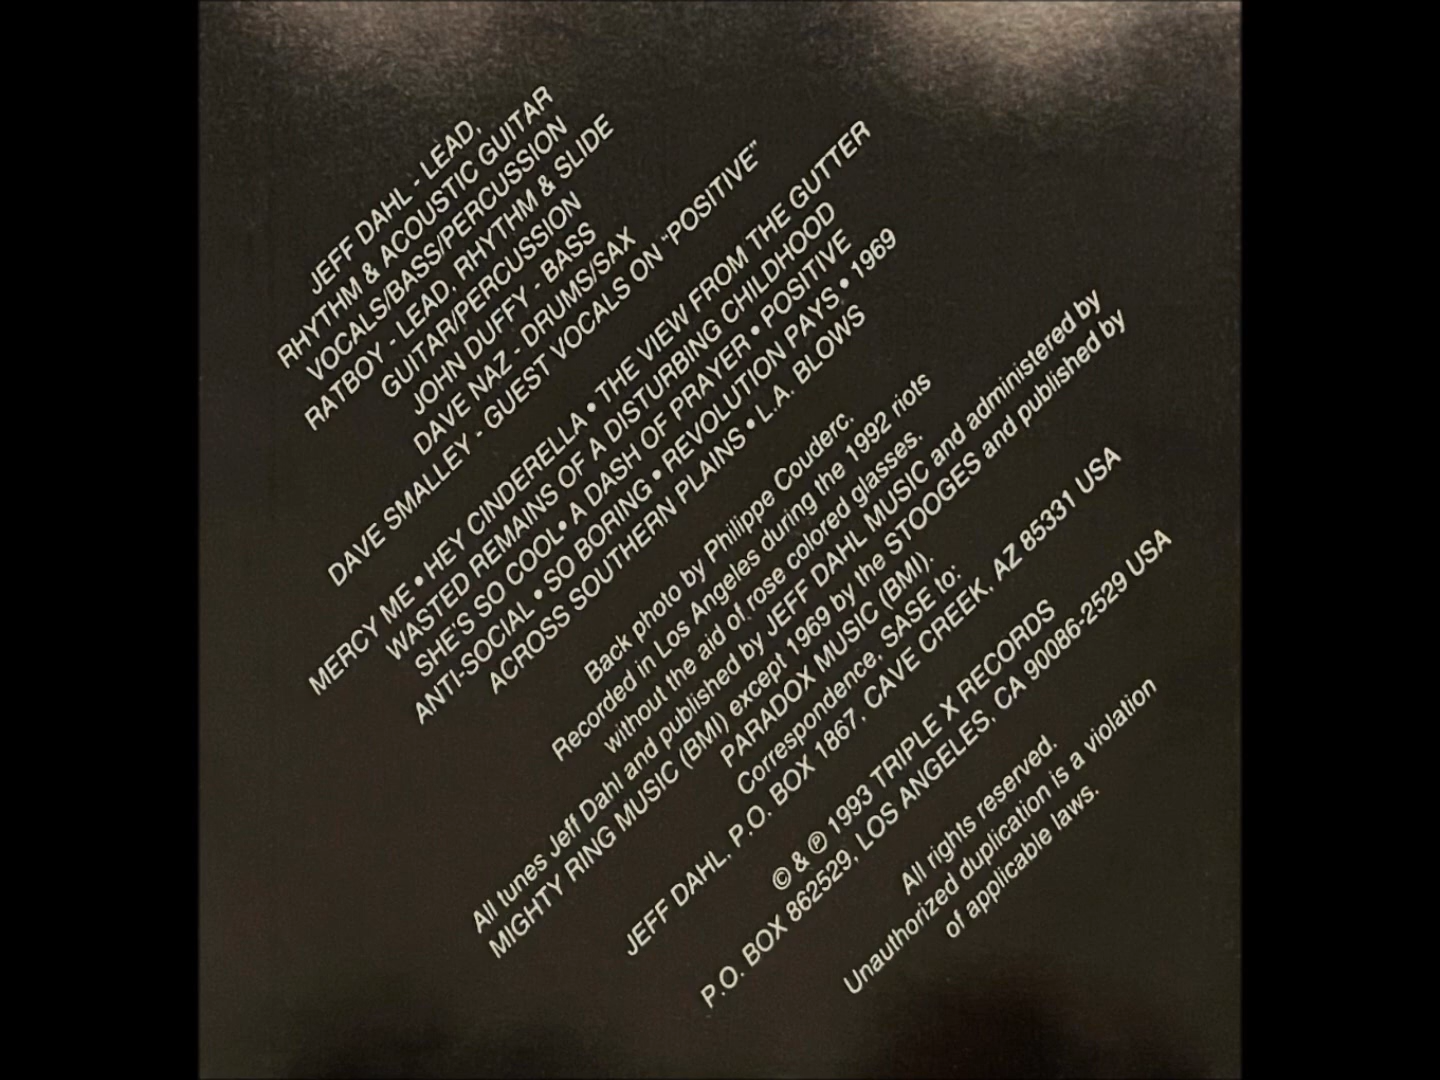 JEFF DAHL - LEAD,
RHYTHM & ACOUSTIC GUITAR
VOCALS/BASS/PERCUSSION
RATBOY - LEAD, RHYTHM & SLIDE
GUITAR/PERCUSSION
JOHN DUFFY - BASS
DAVE NAZ - DRUMS/SAX
DAVE SMALLEY - GUEST VOCALS ON "POSITIVE"
MERCY ME • HEY CINDERELLA • THE VIEW FROM THE GUTTER
WASTED REMAINS OF A DISTURBING CHILDHOOD
SHE'S SO COOL • A DASH OF PRAYER • POSITIVE
ANTI-SOCIAL • SO BORING • REVOLUTION PAYS • 1969
ACROSS SOUTHERN PLAINS • L.A. BLOWS
Back photo by Philippe Couderc.
Recorded in Los Angeles during the 1992 riots
without the aid of rose colored glasses.
All tunes Jeff Dahl and published by JEFF DAHL MUSIC and administered by
MIGHTY RING MUSIC (BMI) except 1969 by the STOOGES and published by
PARADOX MUSIC (BMI).
Correspondence, SASE to:
JEFF DAHL, P.O. BOX 1867, CAVE CREEK, AZ 85331 USA
© & ℗ 1993 TRIPLE X RECORDS
P.O. BOX 862529, LOS ANGELES, CA 90086-2529 USA
All rights reserved.
Unauthorized duplication is a violation
of applicable laws.